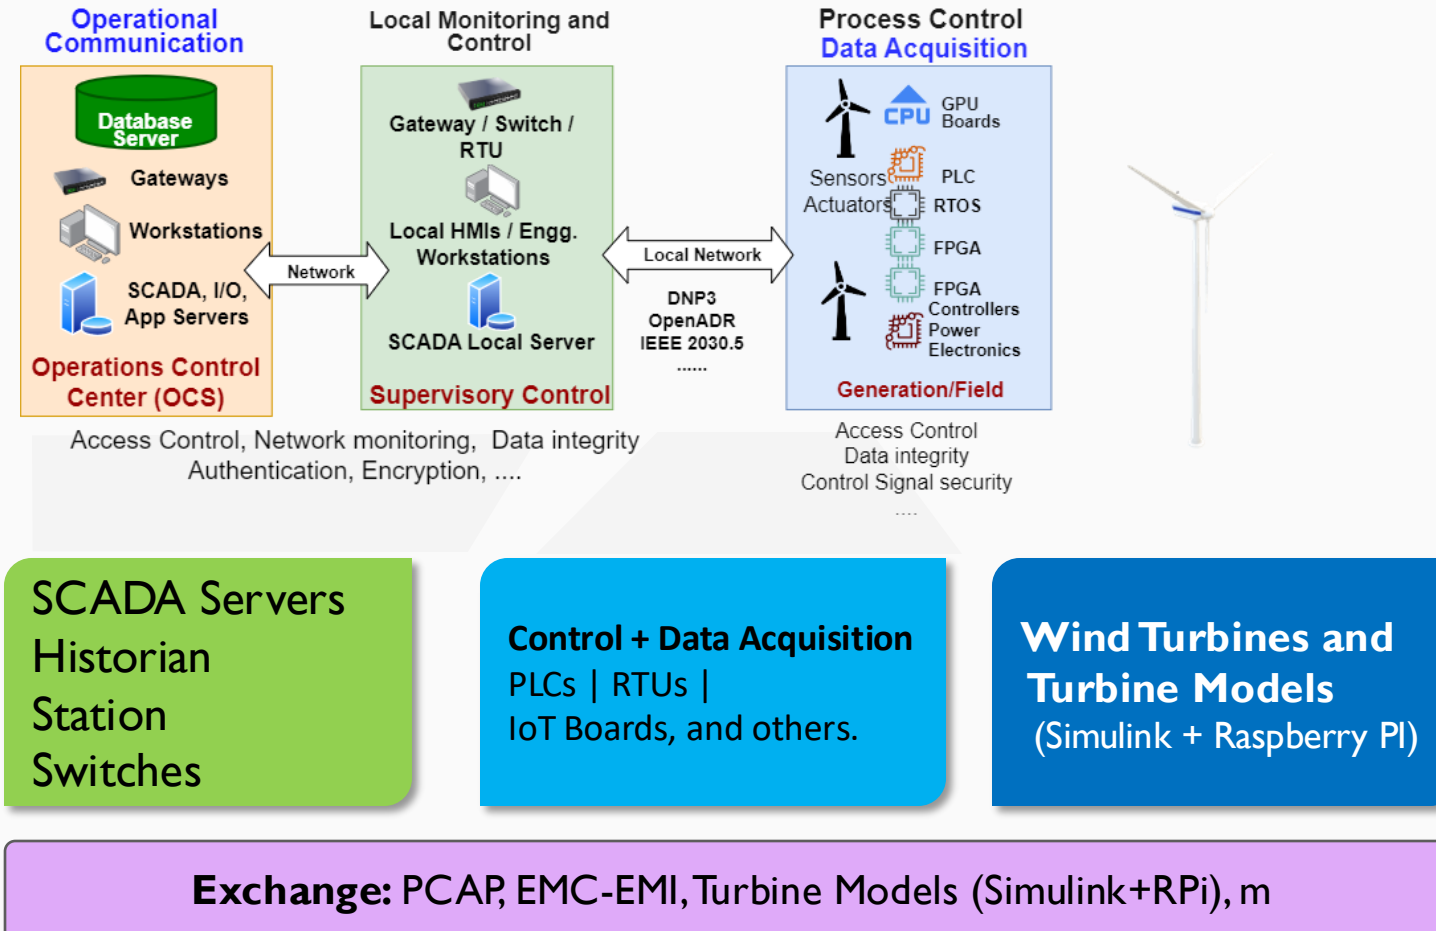 Operational
Communication
Database
Server
Gateways
Workstations
SCADA, I/O,
App Servers
Operations Control
Center (OCS)
Network
Local Monitoring and
Control
Gateway / Switch /
RTU
Local HMIs / Engg.
Workstations
SCADA Local Server
Supervisory Control
Local Network
DNP3
OpenADR
IEEE 2030.5
......
Process Control
Data Acquisition
CPU
GPU
Boards
Sensors
Actuators
PLC
RTOS
FPGA
FPGA
Controllers
Power
Electronics
Generation/Field
Access Control, Network monitoring, Data integrity
Authentication, Encryption, ....
Access Control
Data integrity
Control Signal security
....
SCADA Servers
Historian
Station
Switches
Control + Data Acquisition
PLCs | RTUs |
IoT Boards, and others.
Wind Turbines and
Turbine Models
(Simulink + Raspberry PI)
Exchange: PCAP, EMC-EMI, Turbine Models (Simulink+RPi), m